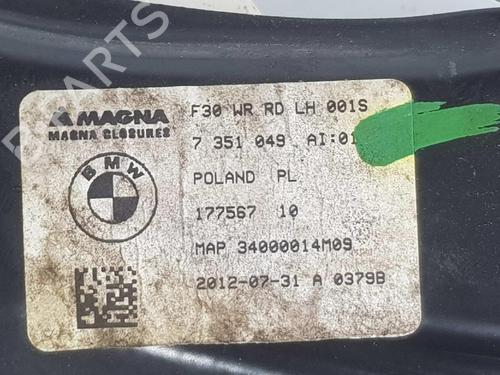 MAGNA
MAGNA CLOSURES
BMW
F30 WR RD LH 001S
7 351 049 AI:01
POLAND PL
177567 10
MAP 34000014M09
2012-07-31 A 0379B